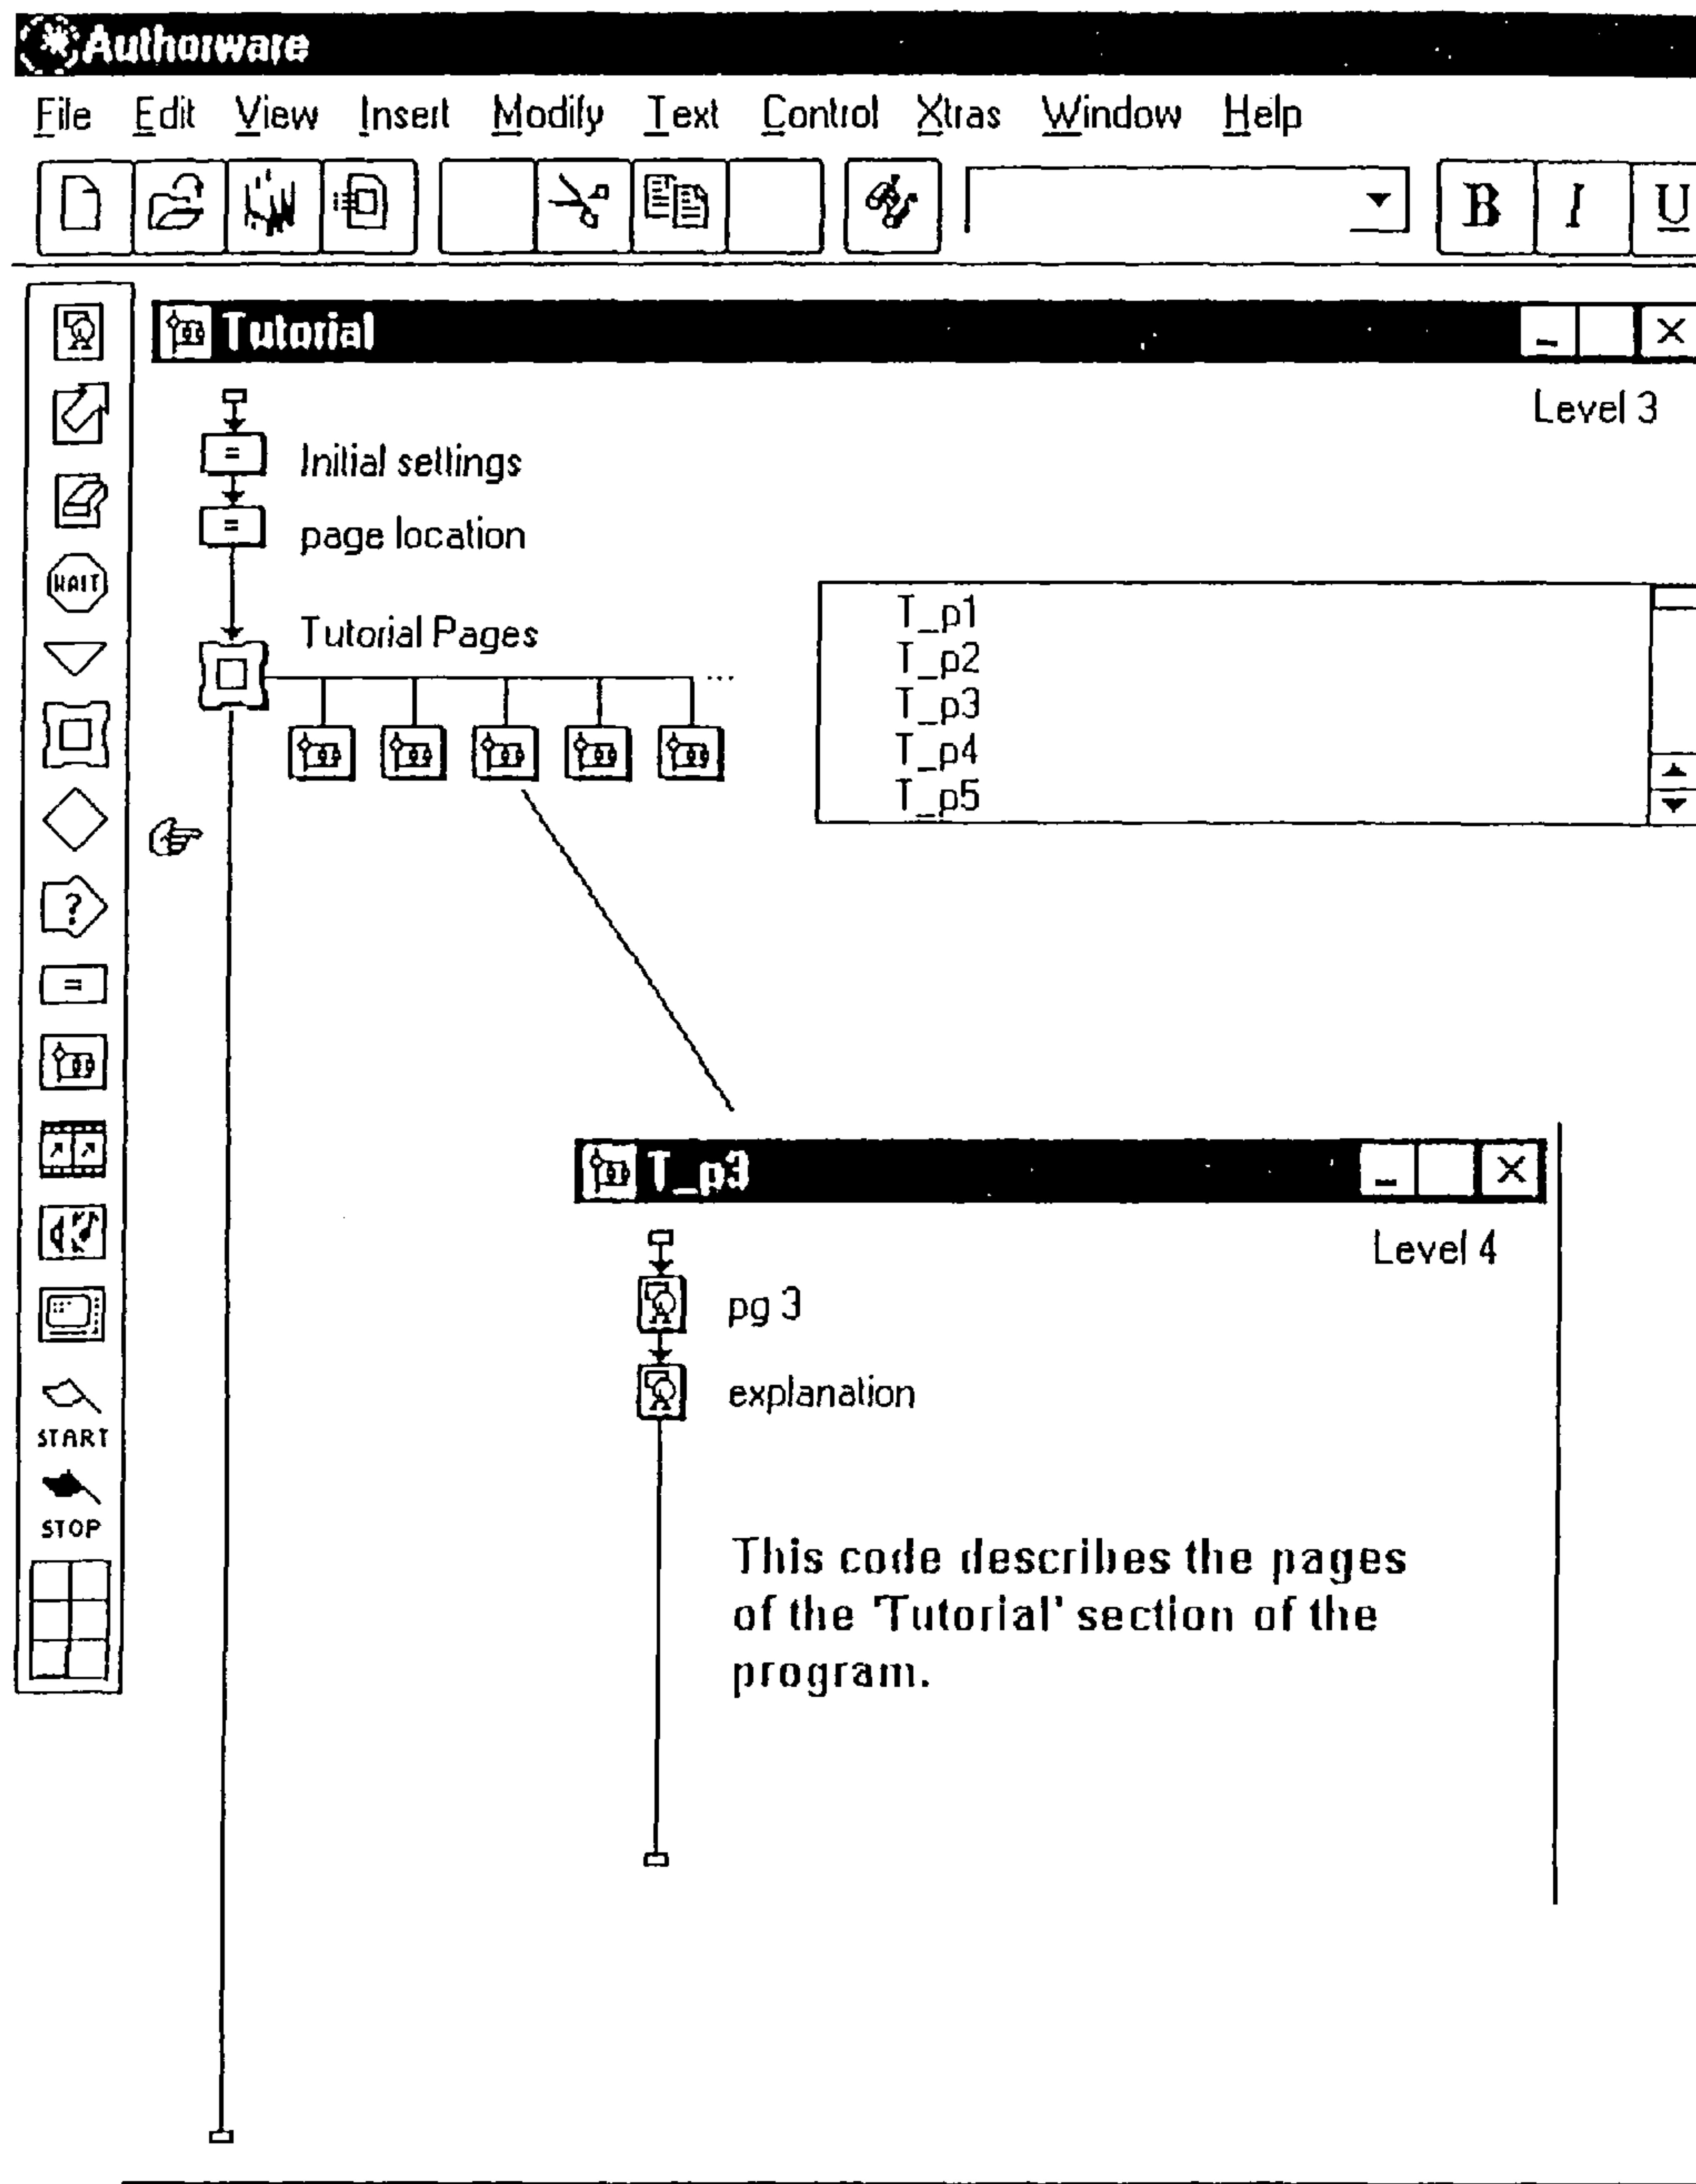 Authorware
File Edit View Insert Modify Text Control Xtras Window Help
B I U
Tutorial
Level 3
Initial settings
page location
WAIT
Tutorial Pages
...
T_p1
T_p2
T_p3
T_p4
T_p5
?
=
T_p3
Level 4
pg 3
explanation
START
STOP
This code describes the pages
of the 'Tutorial' section of the
program.